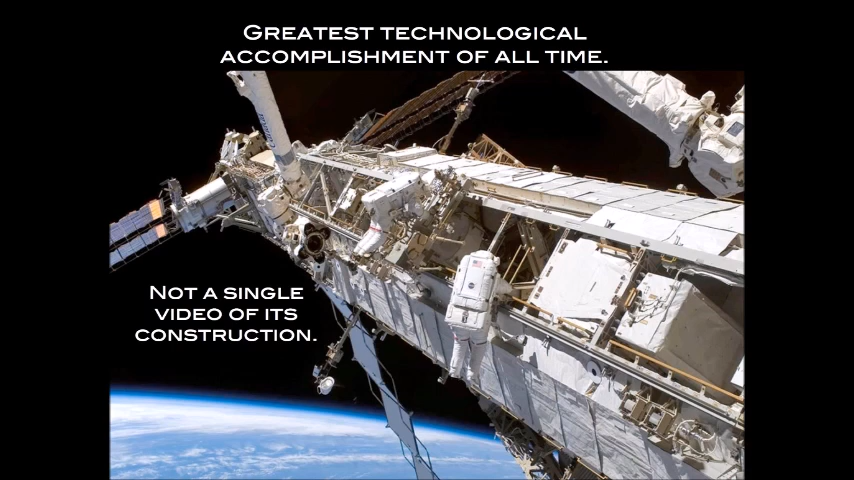 Greatest technological
accomplishment of all time.
Not a single
video of its
construction.